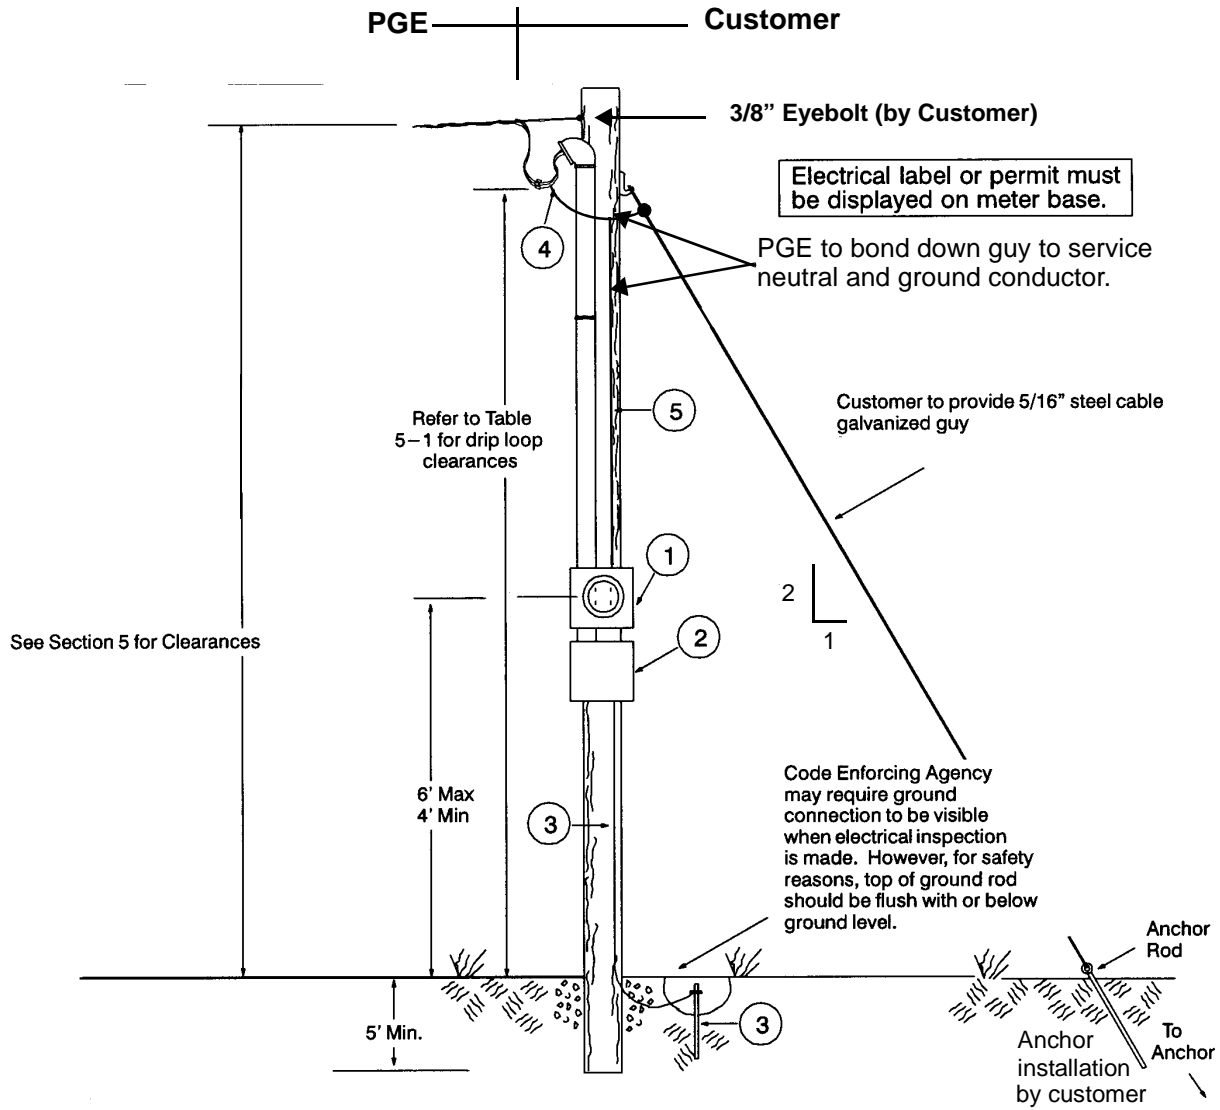 PGE
Customer
3/8” Eyebolt (by Customer)
Electrical label or permit must
be displayed on meter base.
4
PGE to bond down guy to service
neutral and ground conductor.
Customer to provide 5/16” steel cable
galvanized guy
Refer to Table
5–1 for drip loop
clearances
5
1
2
1
2
See Section 5 for Clearances
6’ Max
4’ Min
3
Code Enforcing Agency
may require ground
connection to be visible
when electrical inspection
is made. However, for safety
reasons, top of ground rod
should be flush with or below
ground level.
Anchor
Rod
5’ Min.
3
Anchor
installation
by customer
To
Anchor